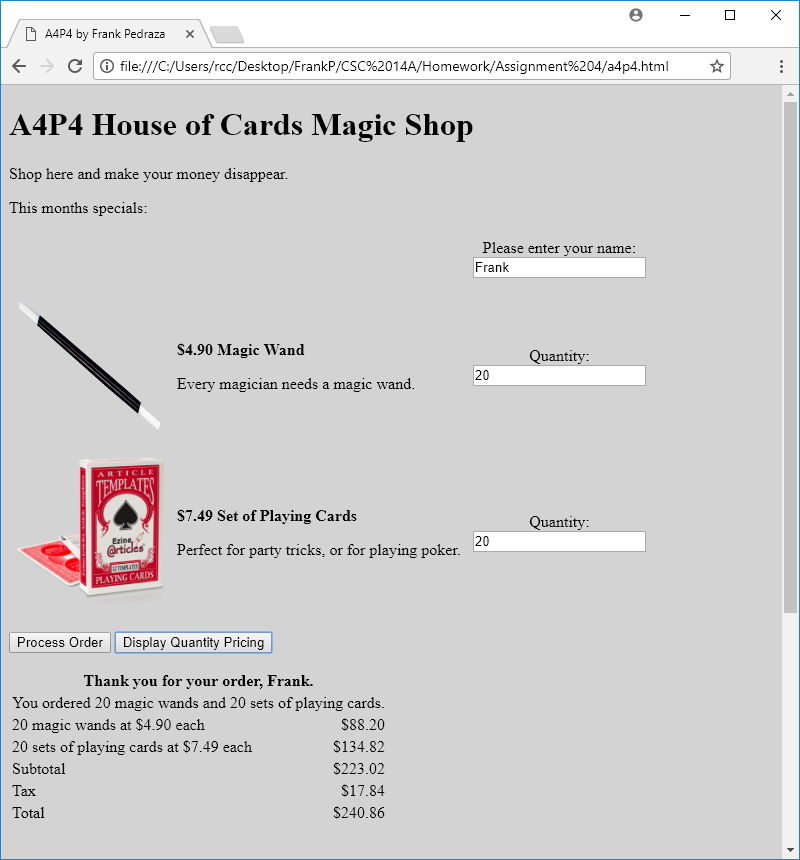 A4P4 by Frank Pedraza
file:///C:/Users/rcc/Desktop/FrankP/CSC%2014A/Homework/Assignment%204/a4p4.html
A4P4 House of Cards Magic Shop
Shop here and make your money disappear.
This months specials:
Please enter your name:
Frank
$4.90 Magic Wand
Every magician needs a magic wand.
Quantity:
20
ARTICLE
TEMPLATES
Ezine
@rticles
12 TEMPLATES
PLAYING CARDS
$7.49 Set of Playing Cards
Perfect for party tricks, or for playing poker.
Quantity:
20
Process Order Display Quantity Pricing
Thank you for your order, Frank.
You ordered 20 magic wands and 20 sets of playing cards.
20 magic wands at $4.90 each $88.20
20 sets of playing cards at $7.49 each $134.82
Subtotal $223.02
Tax $17.84
Total $240.86